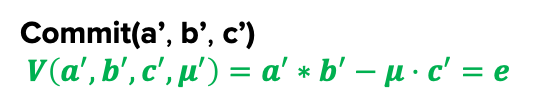 Commit(a’, b’, c’)
V(a′, b′, c′, μ′) = a′ ∗ b′ − μ · c′ = e